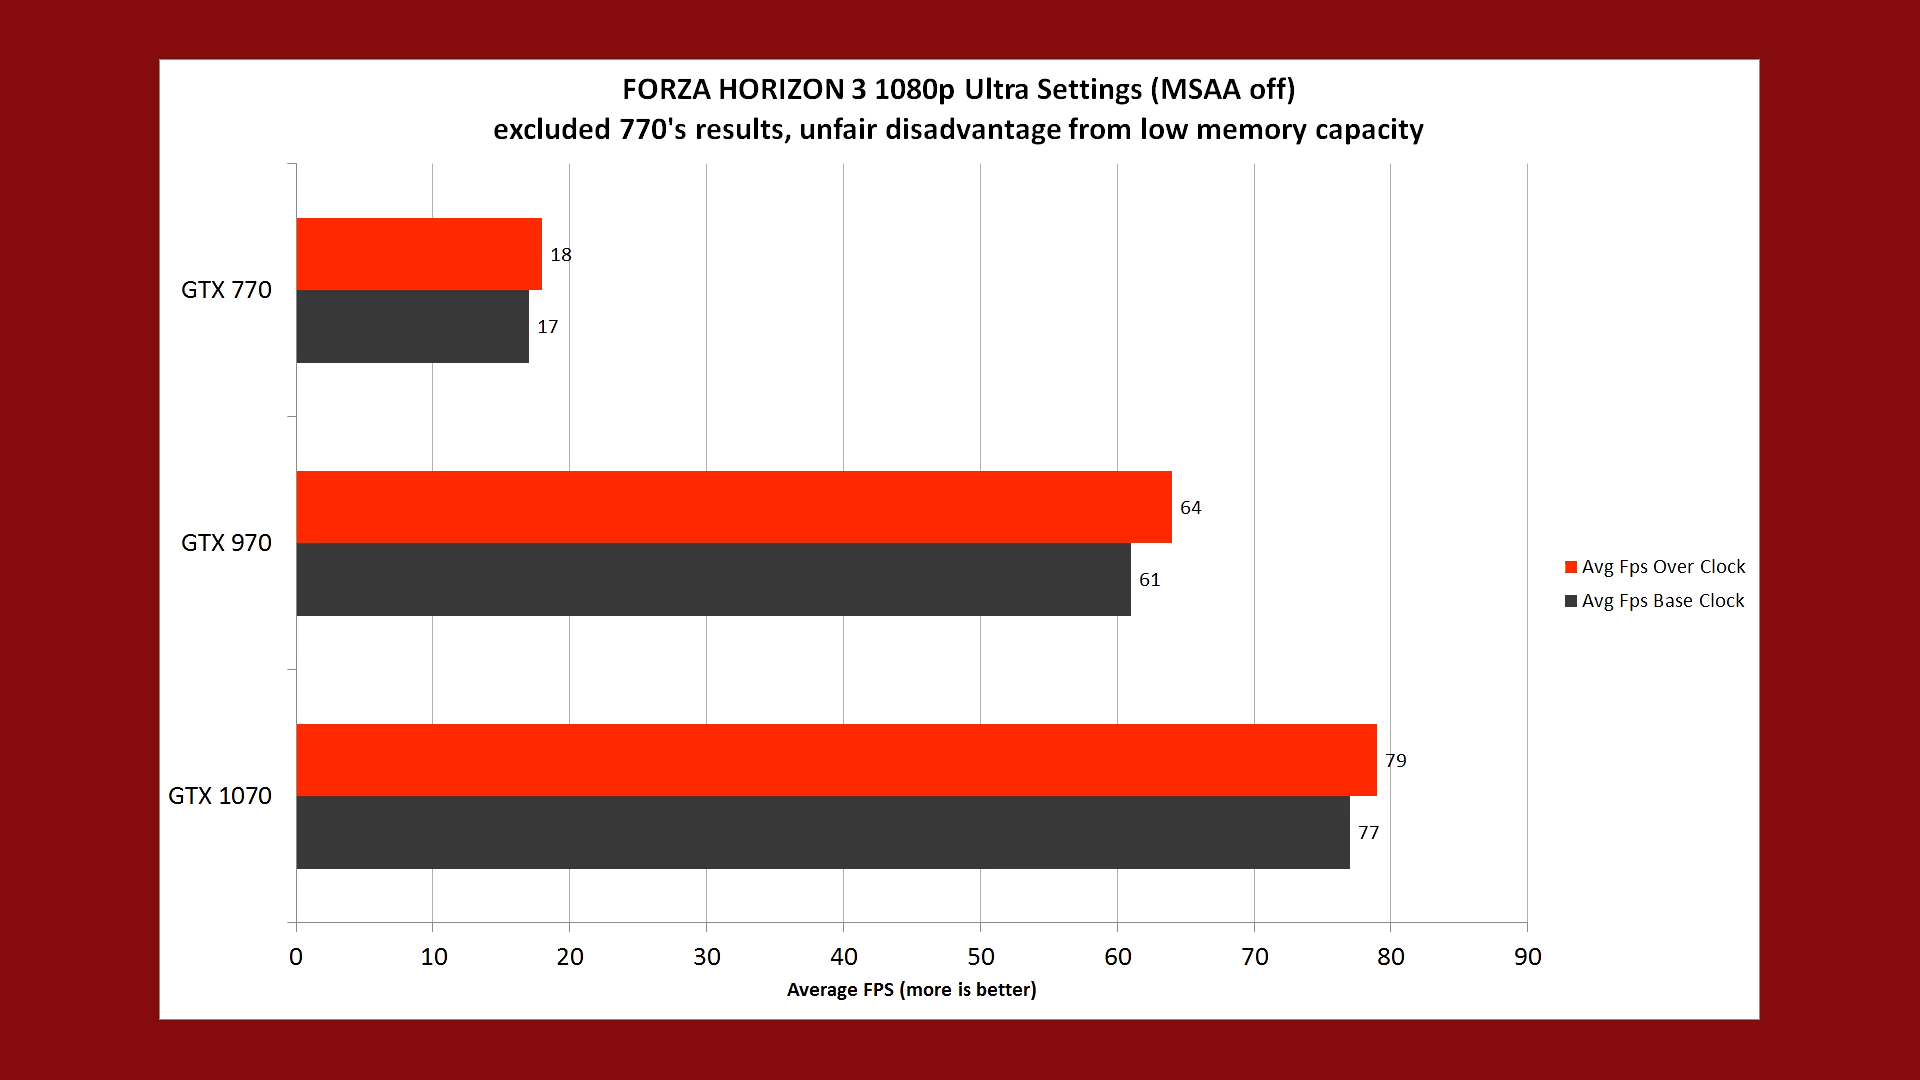 FORZA HORIZON 3 1080p Ultra Settings (MSAA off)
excluded 770's results, unfair disadvantage from low memory capacity
GTX 770
18
17
GTX 970
64
61
GTX 1070
79
77
Avg Fps Over Clock
Avg Fps Base Clock
0 10 20 30 40 50 60 70 80 90
Average FPS (more is better)